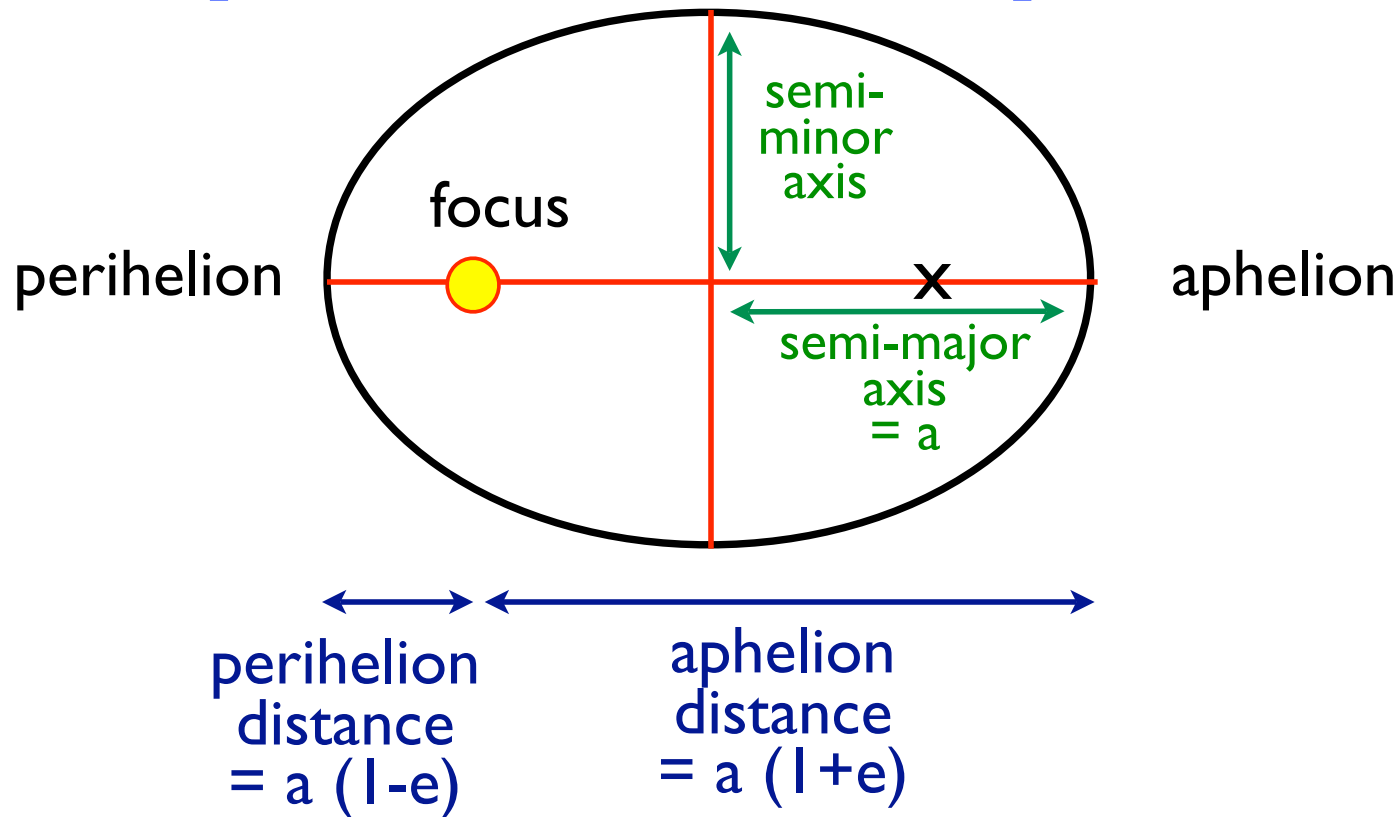 semi-
minor
axis
focus
perihelion
x
aphelion
semi-major
axis
= a
perihelion
distance
= a (1-e)
aphelion
distance
= a (1+e)